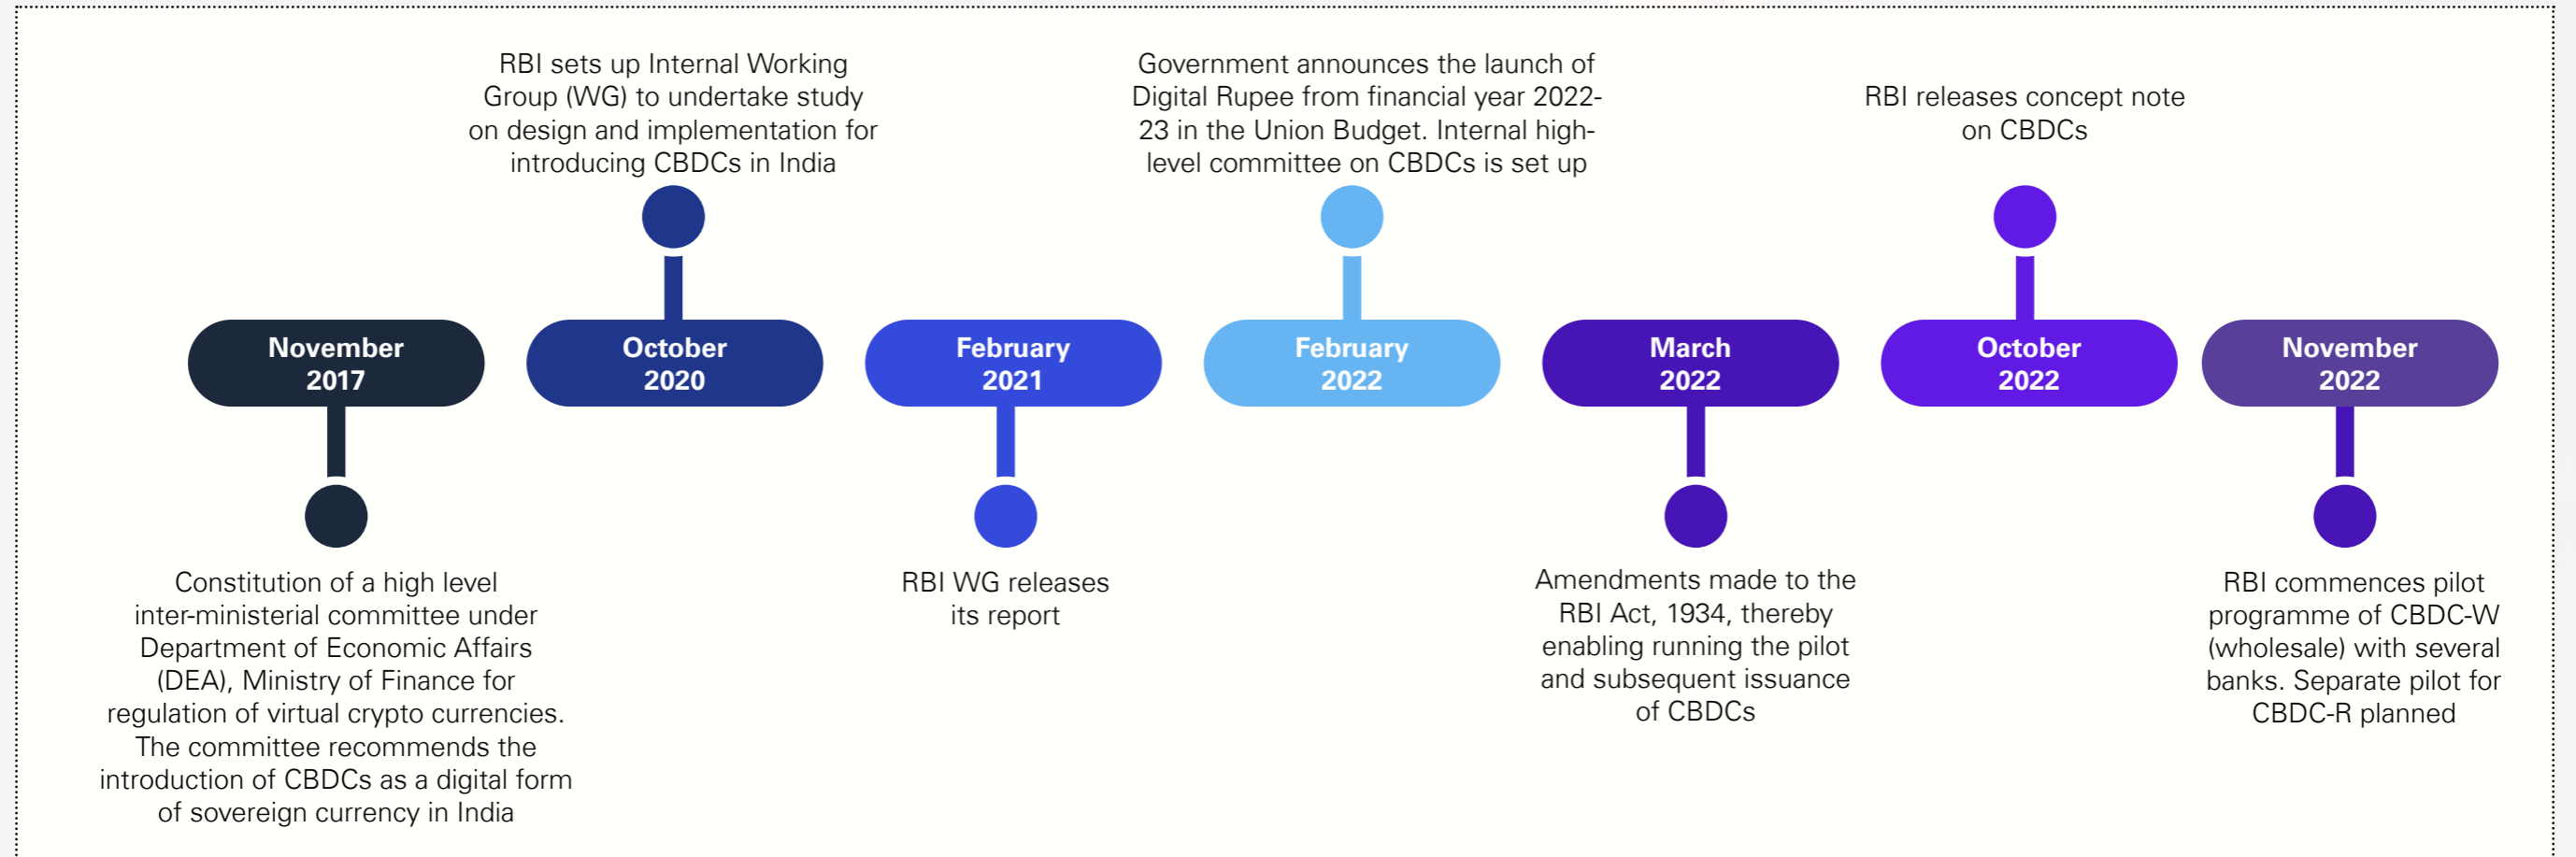 RBI sets up Internal Working
Group (WG) to undertake study
on design and implementation for
introducing CBDCs in India
Government announces the launch of
Digital Rupee from financial year 2022-
23 in the Union Budget. Internal high-
level committee on CBDCs is set up
RBI releases concept note
on CBDCs
November
2017
October
2020
February
2021
February
2022
March
2022
October
2022
November
2022
Constitution of a high level
inter-ministerial committee under
Department of Economic Affairs
(DEA), Ministry of Finance for
regulation of virtual crypto currencies.
The committee recommends the
introduction of CBDCs as a digital form
of sovereign currency in India
RBI WG releases
its report
Amendments made to the
RBI Act, 1934, thereby
enabling running the pilot
and subsequent issuance
of CBDCs
RBI commences pilot
programme of CBDC-W
(wholesale) with several
banks. Separate pilot for
CBDC-R planned